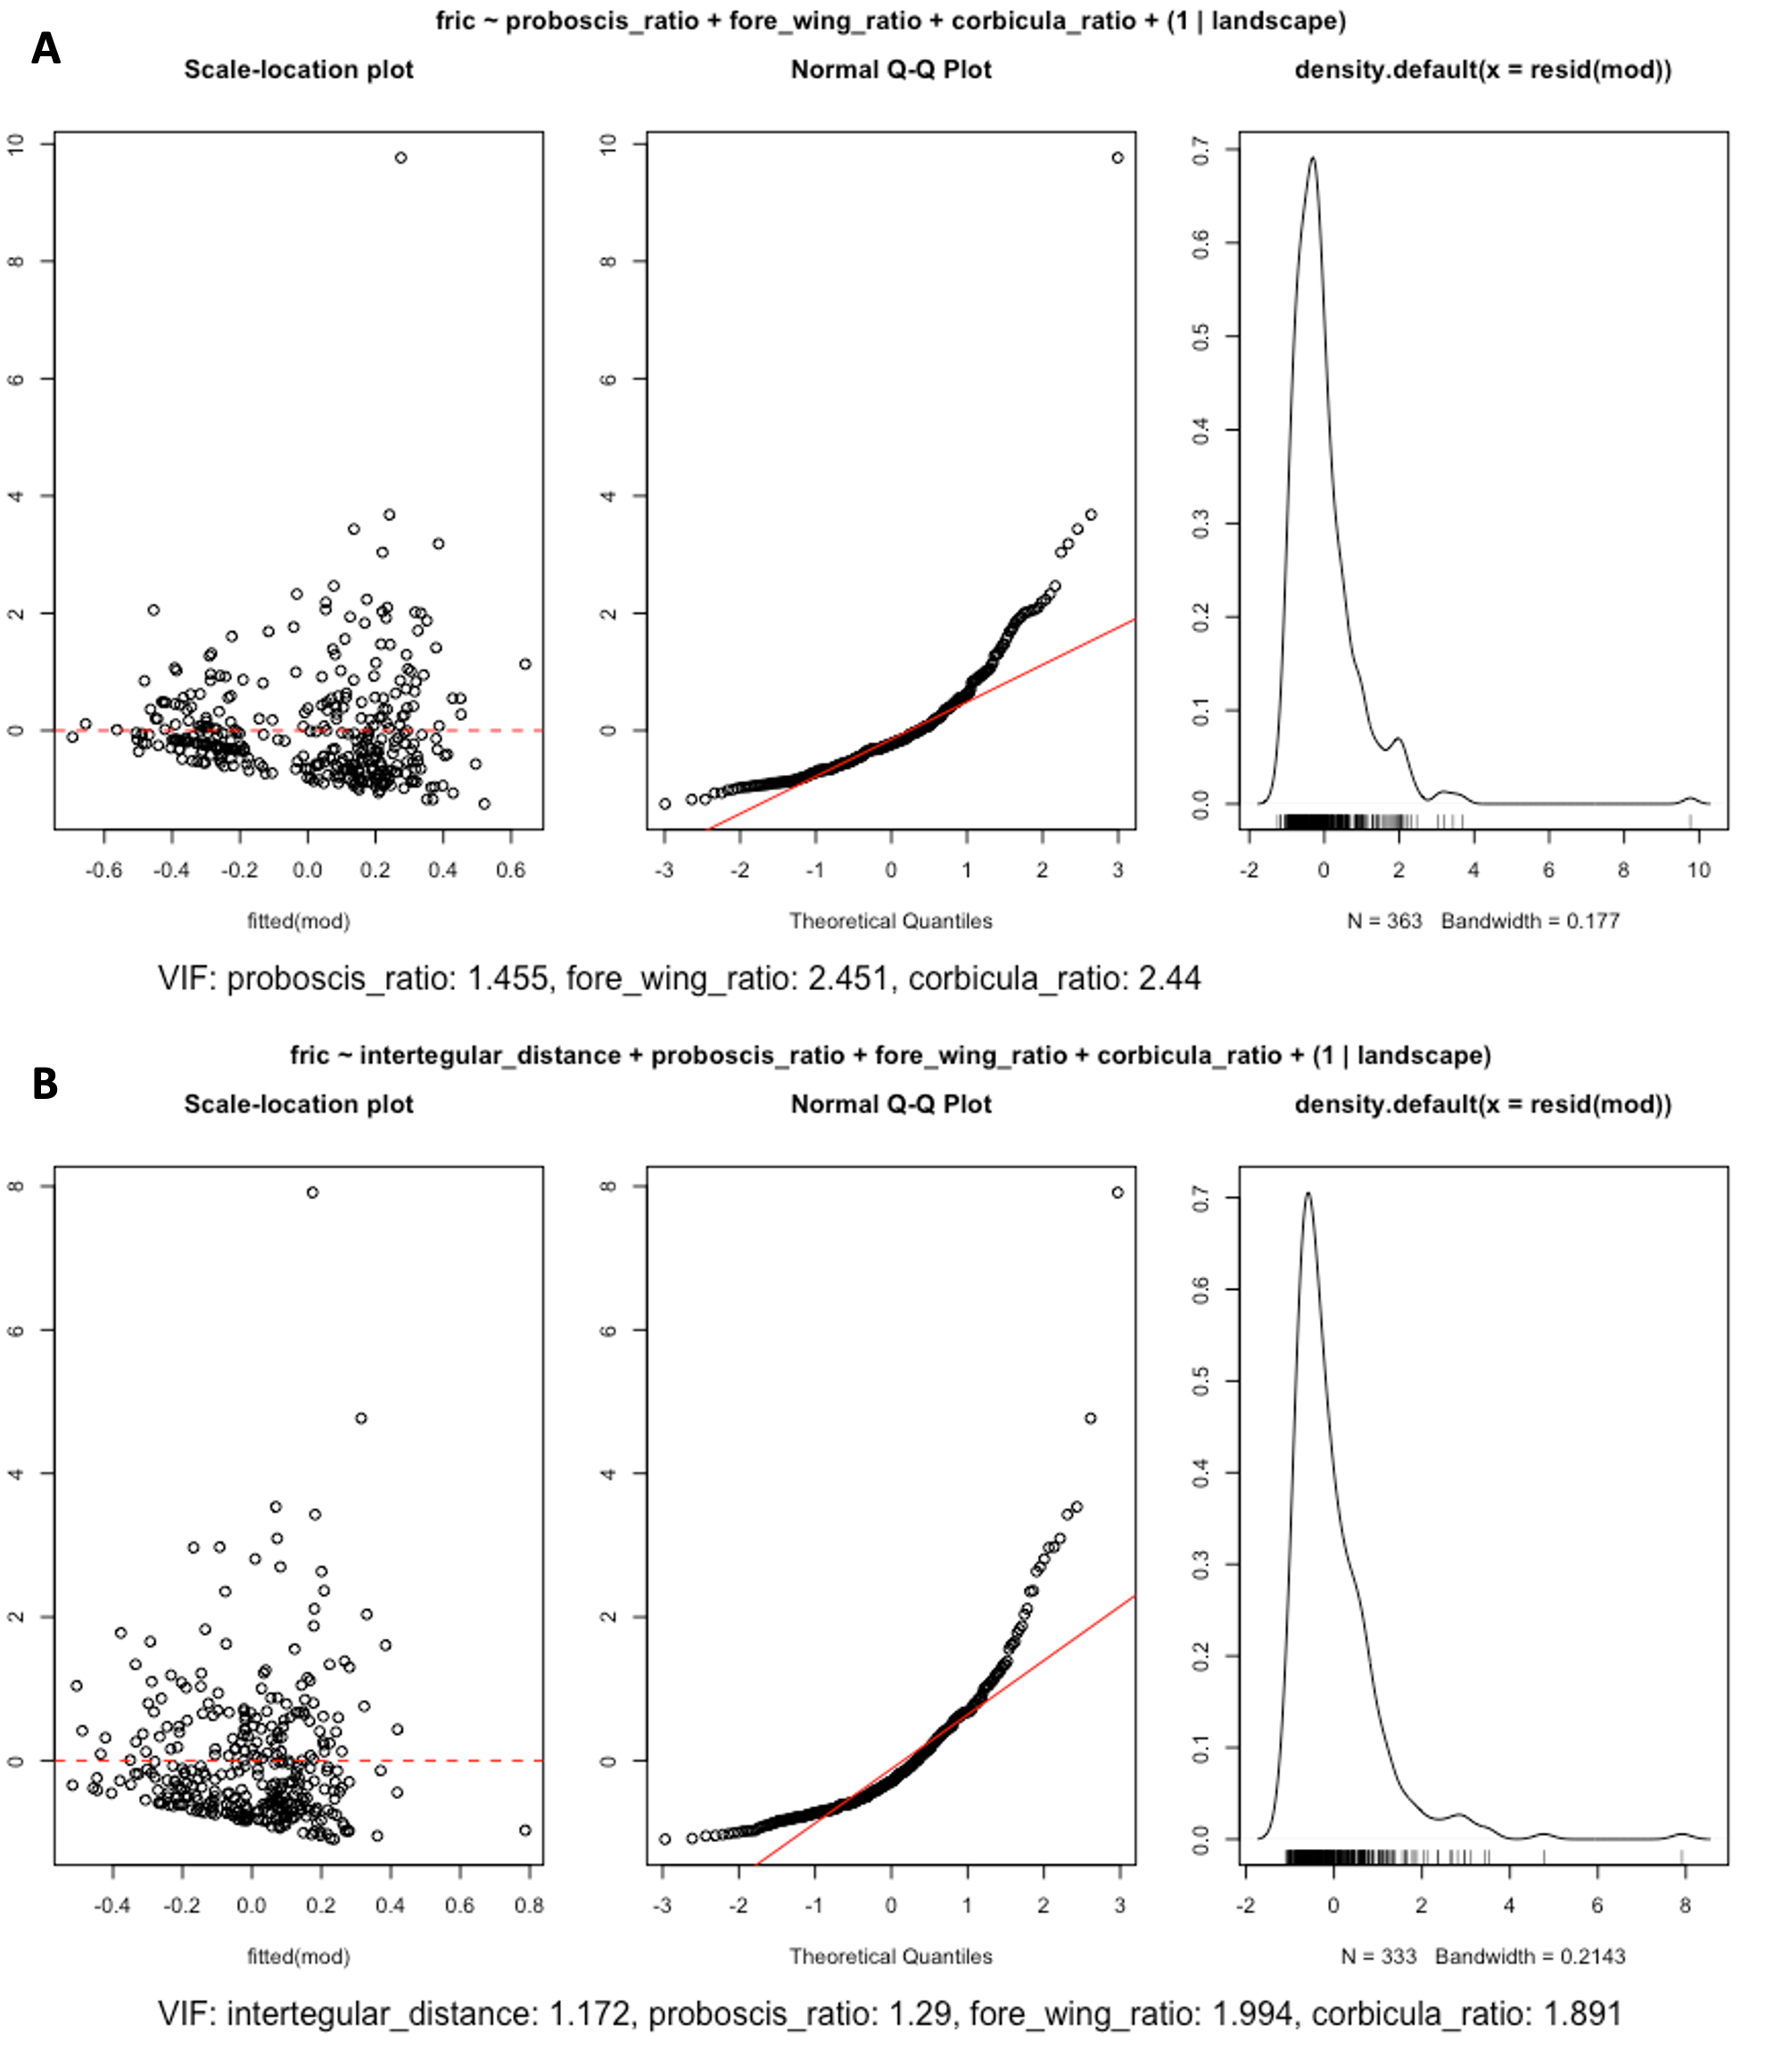 fric ~ proboscis_ratio + fore_wing_ratio + corbicula_ratio + (1 | landscape)
A
Scale-location plot
Normal Q-Q Plot
density.default(x = resid(mod))
10
8
6
4
2
0
-0.6 -0.4 -0.2 0.0 0.2 0.4 0.6
fitted(mod)
10
8
6
4
2
0
-3 -2 -1 0 1 2 3
Theoretical Quantiles
0.7
0.6
0.5
0.4
0.3
0.2
0.1
0.0
-2 0 2 4 6 8 10
N = 363 Bandwidth = 0.177
VIF: proboscis_ratio: 1.455, fore_wing_ratio: 2.451, corbicula_ratio: 2.44
fric ~ intertegular_distance + proboscis_ratio + fore_wing_ratio + corbicula_ratio + (1 | landscape)
B
Scale-location plot
Normal Q-Q Plot
density.default(x = resid(mod))
8
6
4
2
0
-0.4 -0.2 0.0 0.2 0.4 0.6 0.8
fitted(mod)
8
6
4
2
0
-3 -2 -1 0 1 2 3
Theoretical Quantiles
0.7
0.6
0.5
0.4
0.3
0.2
0.1
0.0
-2 0 2 4 6 8
N = 333 Bandwidth = 0.2143
VIF: intertegular_distance: 1.172, proboscis_ratio: 1.29, fore_wing_ratio: 1.994, corbicula_ratio: 1.891